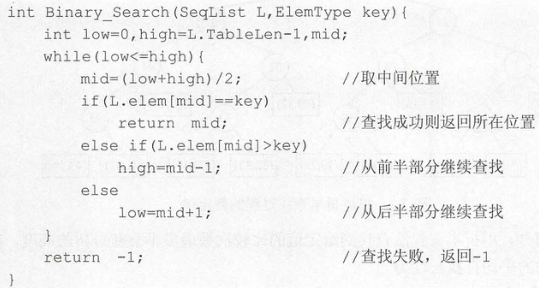 int Binary_Search(SeqList L,ElemType key){
    int low=0,high=L.TableLen-1,mid;
    while(low<=high){
        mid=(low+high)/2;          //取中间位置
        if(L.elem[mid]==key)
            return  mid;           //查找成功则返回所在位置
        else if(L.elem[mid]>key)
            high=mid-1;            //从前半部分继续查找
        else
            low=mid+1;             //从后半部分继续查找
    }
    return  -1;                    //查找失败，返回-1
}